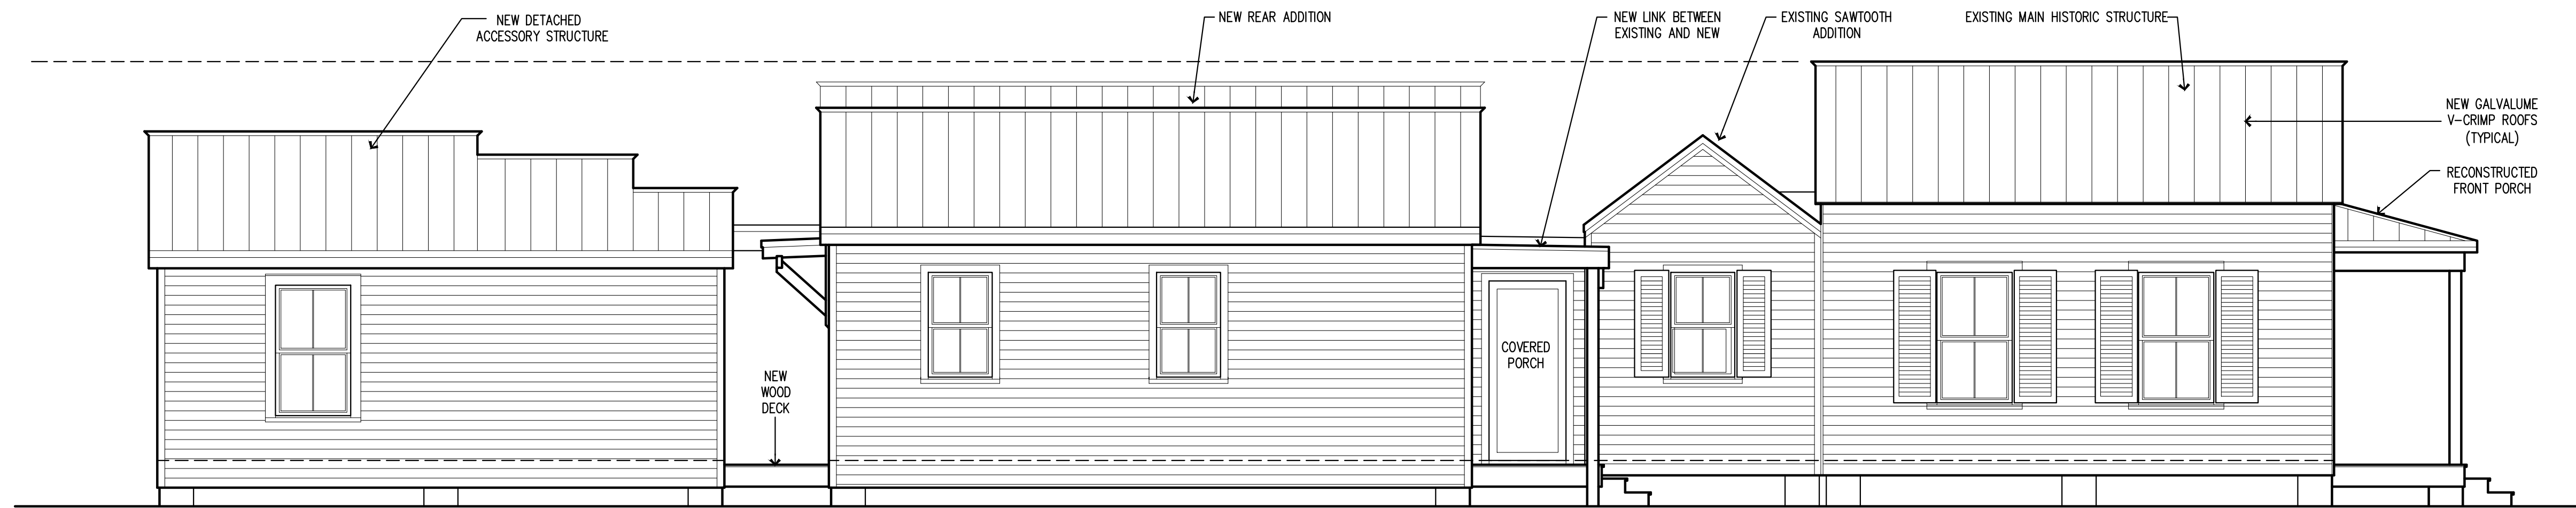 NEW DETACHED
ACCESSORY STRUCTURE
NEW REAR ADDITION
NEW LINK BETWEEN
EXISTING AND NEW
EXISTING SAWTOOTH
ADDITION
EXISTING MAIN HISTORIC STRUCTURE
NEW GALVALUME
V-CRIMP ROOFS
(TYPICAL)
RECONSTRUCTED
FRONT PORCH
NEW
WOOD
DECK
COVERED
PORCH